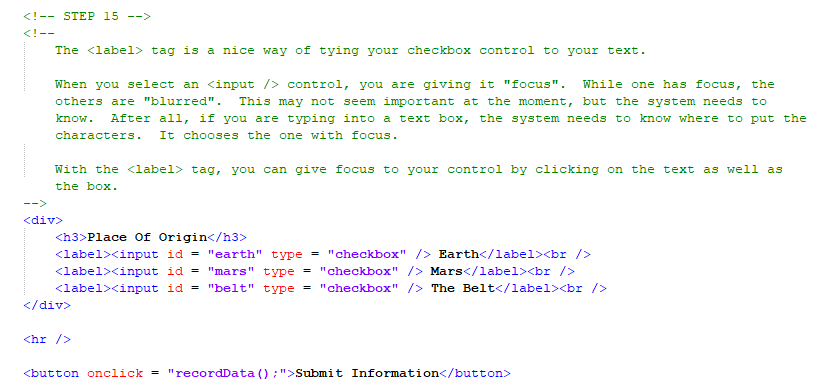 <!-- STEP 15 -->
<!--
The <label> tag is a nice way of tying your checkbox control to your text.
When you select an <input /> control, you are giving it "focus".  While one has focus, the
others are "blurred".  This may not seem important at the moment, but the system needs to
know.  After all, if you are typing into a text box, the system needs to know where to put the
characters.  It chooses the one with focus.
With the <label> tag, you can give focus to your control by clicking on the text as well as
the box.
-->
<div>
<h3>Place Of Origin</h3>
<label><input id = "earth" type = "checkbox" /> Earth</label><br />
<label><input id = "mars" type = "checkbox" /> Mars</label><br />
<label><input id = "belt" type = "checkbox" /> The Belt</label><br />
</div>
<hr />
<button onclick = "recordData();">Submit Information</button>